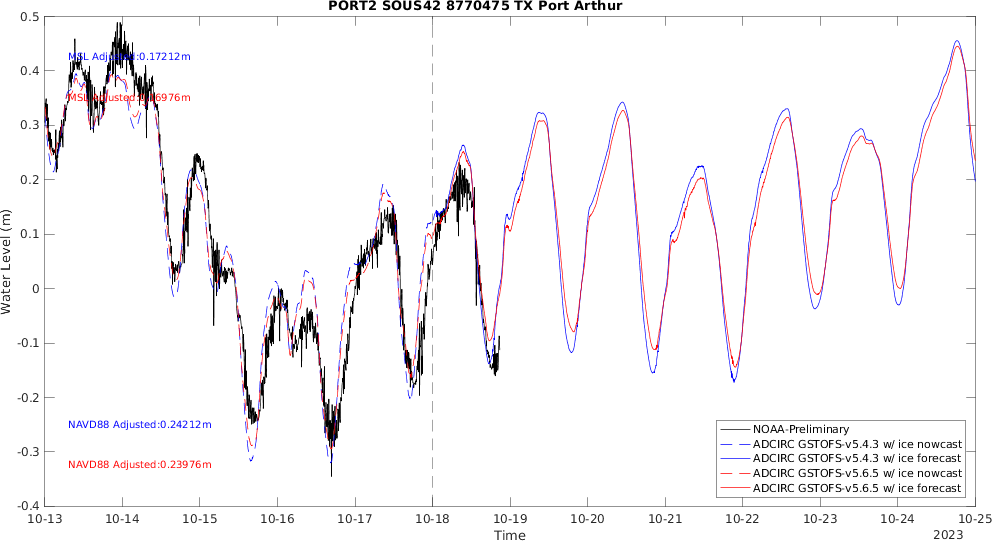 PORT2 SOUS42 8770475 TX Port Arthur
0.5
0.4
0.3
0.2
0.1
0
-0.1
-0.2
-0.3
-0.4
Water Level (m)
MSL Adjusted:0.17212m
MSL Adjusted:0.16976m
NAVD88 Adjusted:0.24212m
NAVD88 Adjusted:0.23976m
NOAA-Preliminary
ADCIRC GSTOFS-v5.4.3 w/ ice nowcast
ADCIRC GSTOFS-v5.4.3 w/ ice forecast
ADCIRC GSTOFS-v5.6.5 w/ ice nowcast
ADCIRC GSTOFS-v5.6.5 w/ ice forecast
10-13 10-14 10-15 10-16 10-17 10-18 10-19 10-20 10-21 10-22 10-23 10-24 10-25
Time
2023